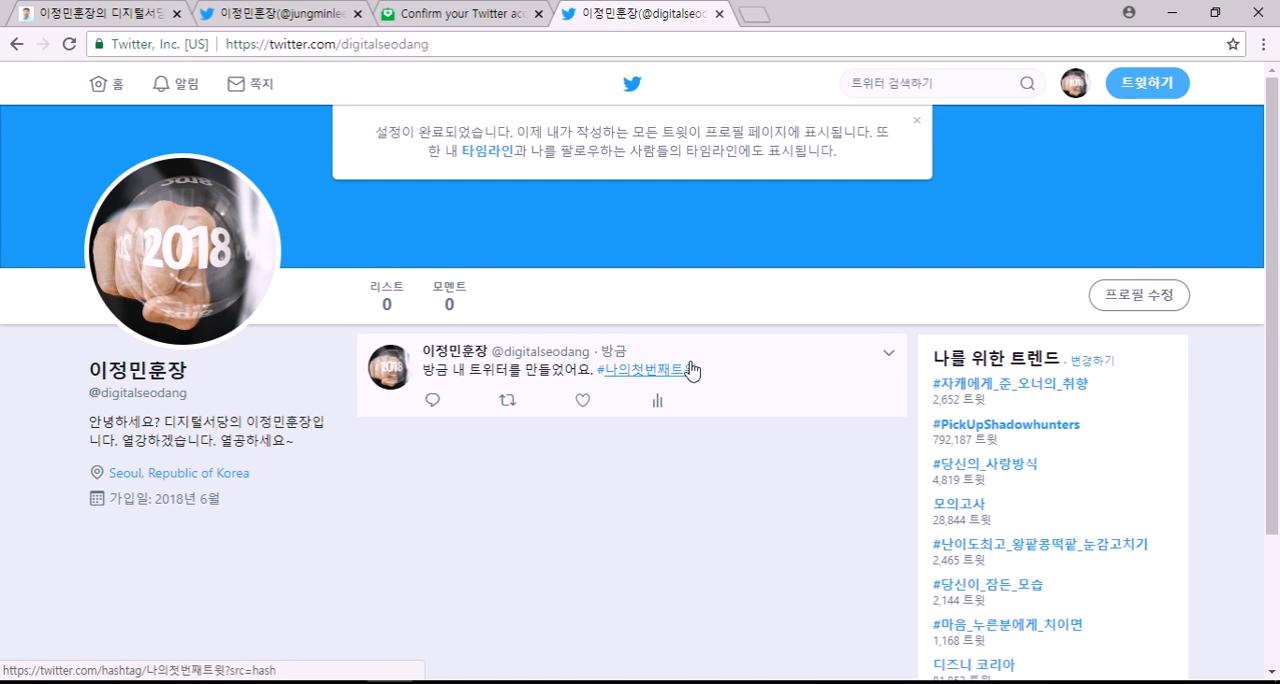 이정민훈장의 디지털서당
이정민훈장(@jungminlee
Confirm your Twitter acc
이정민훈장(@digitalseod
Twitter, Inc. [US]
https://twitter.com/digitalseodang
홈
알림
쪽지
트위터 검색하기
트윗하기
설정이 완료되었습니다. 이제 내가 작성하는 모든 트윗이 프로필 페이지에 표시됩니다. 또
한 내 타임라인과 나를 팔로우하는 사람들의 타임라인에도 표시됩니다.
2018
리스트
0
모멘트
0
프로필 수정
이정민훈장
@digitalseodang
안녕하세요? 디지털서당의 이정민훈장입
니다. 열강하겠습니다. 열공하세요~
Seoul, Republic of Korea
가입일: 2018년 6월
이정민훈장 @digitalseodang · 방금
방금 내 트위터를 만들었어요. #나의첫번째트윗
나를 위한 트렌드 · 변경하기
#자캐에게_준_오너의_취향
2,652 트윗
#PickUpShadowhunters
792,187 트윗
#당신의_사랑방식
4,819 트윗
모의고사
28,844 트윗
#난이도최고_왕팥콩떡팥_눈감고치기
2,465 트윗
#당신이_잠든_모습
2,144 트윗
#마음_누른분에게_치이면
1,168 트윗
디즈니 코리아
https://twitter.com/hashtag/나의첫번째트윗?src=hash